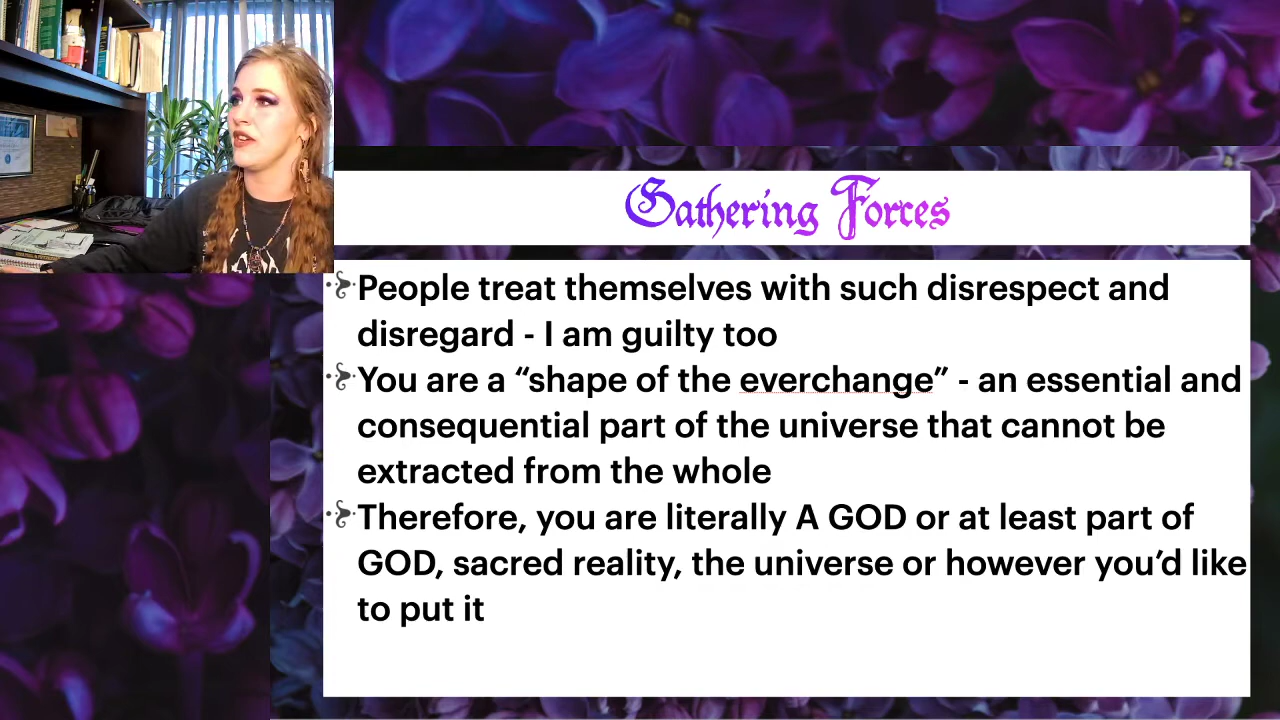 Gathering Forces
People treat themselves with such disrespect and
disregard - I am guilty too
You are a “shape of the everchange” - an essential and
consequential part of the universe that cannot be
extracted from the whole
Therefore, you are literally A GOD or at least part of
GOD, sacred reality, the universe or however you’d like
to put it